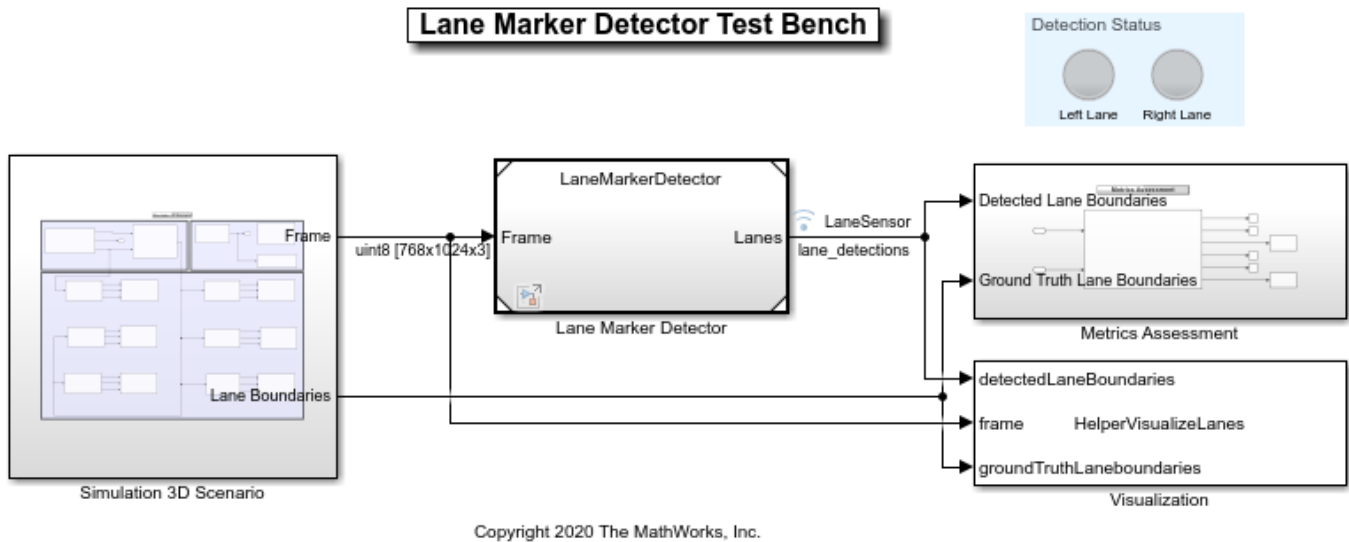 Lane Marker Detector Test Bench
Detection Status
Left Lane
Right Lane
LaneMarkerDetector
Frame
uint8 [768x1024x3]
Frame
Lanes
LaneSensor
lane_detections
Detected Lane Boundaries
Metrics Assessment
Ground Truth Lane Boundaries
Lane Marker Detector
Metrics Assessment
Lane Boundaries
detectedLaneBoundaries
frame
HelperVisualizeLanes
groundTruthLaneboundaries
Simulation 3D Scenario
Visualization
Copyright 2020 The MathWorks, Inc.